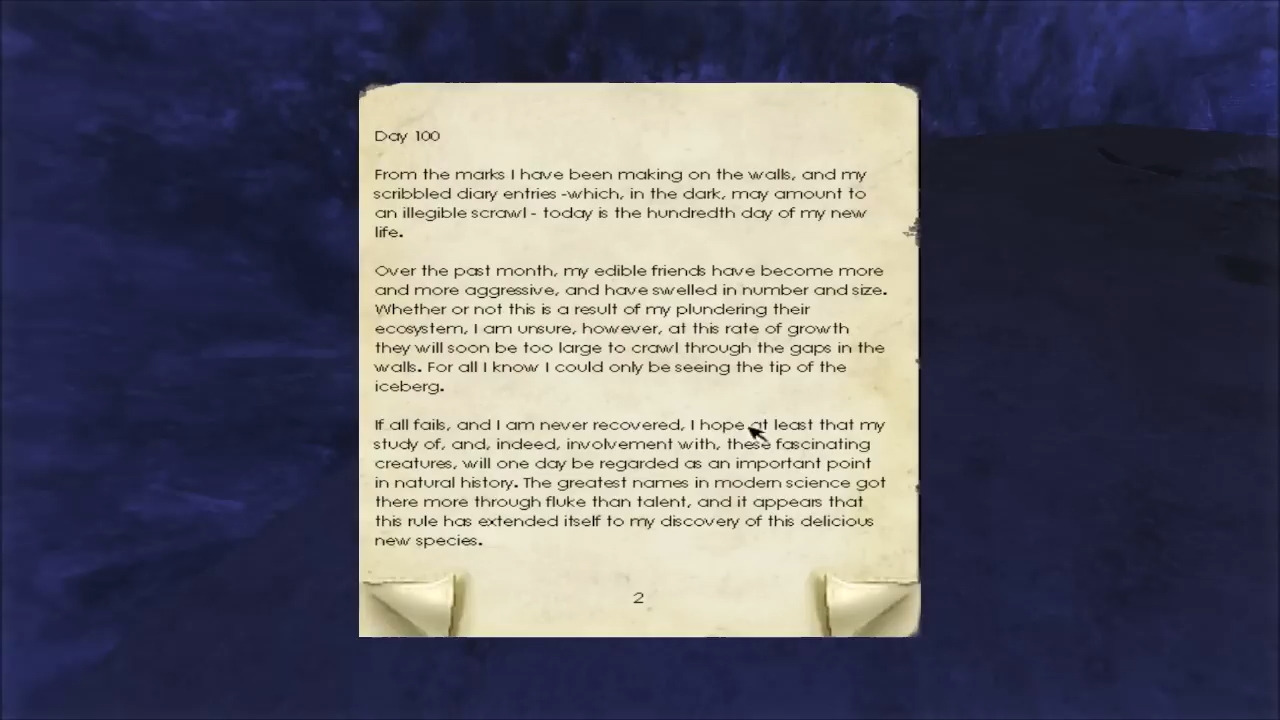 Day 100
From the marks I have been making on the walls, and my
scribbled diary entries -which, in the dark, may amount to
an illegible scrawl - today is the hundredth day of my new
life.
Over the past month, my edible friends have become more
and more aggressive, and have swelled in number and size.
Whether or not this is a result of my plundering their
ecosystem, I am unsure, however, at this rate of growth
they will soon be too large to crawl through the gaps in the
walls. For all I know I could only be seeing the tip of the
iceberg.
If all fails, and I am never recovered, I hope at least that my
study of, and, indeed, involvement with, these fascinating
creatures, will one day be regarded as an important point
in natural history. The greatest names in modern science got
there more through fluke than talent, and it appears that
this rule has extended itself to my discovery of this delicious
new species.
2